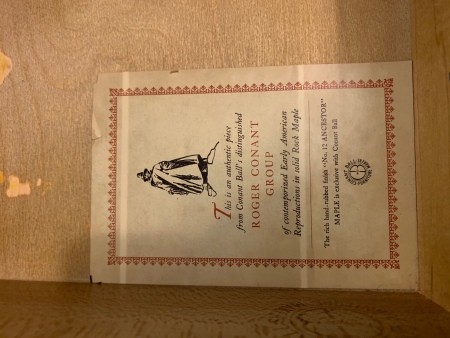 This is an authentic piece
from Conant Ball's distinguished
ROGER CONANT
GROUP
of contemporized Early American
Reproductions in solid Rock Maple
The rich hand-rubbed finish "No. 12 ANCESTOR"
MAPLE is exclusive with Conant Ball